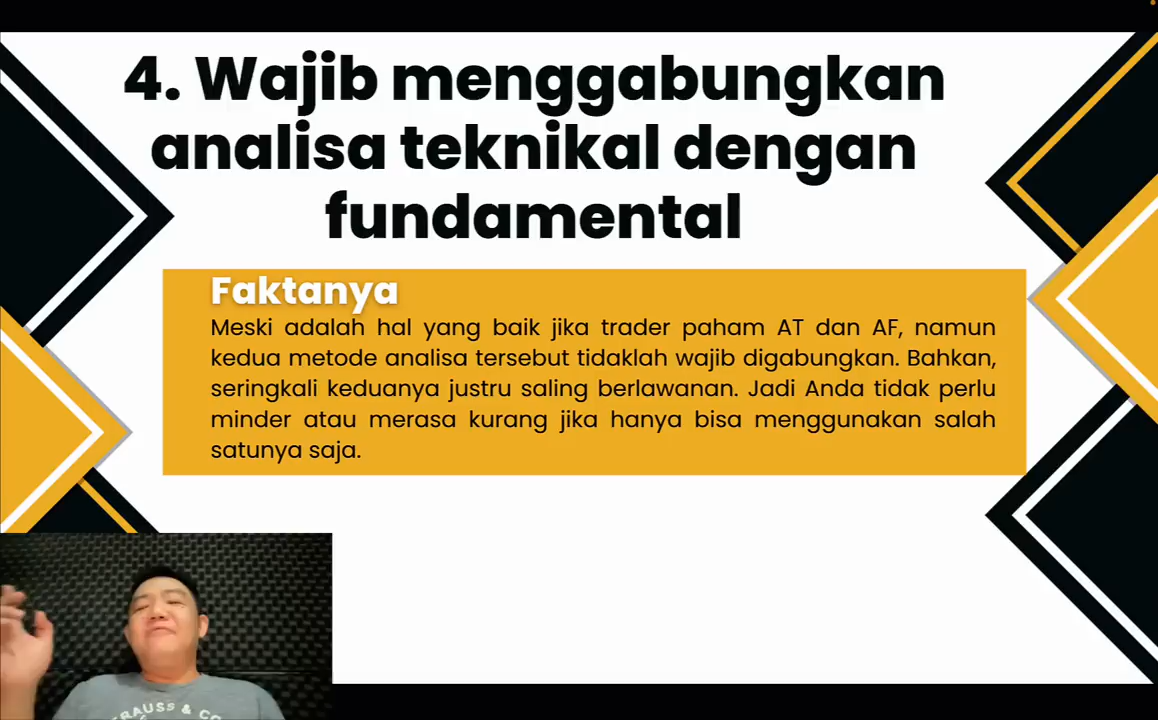 4. Wajib menggabungkan
analisa teknikal dengan
fundamental
Faktanya
Meski adalah hal yang baik jika trader paham AT dan AF, namun
kedua metode analisa tersebut tidaklah wajib digabungkan. Bahkan,
seringkali keduanya justru saling berlawanan. Jadi Anda tidak perlu
minder atau merasa kurang jika hanya bisa menggunakan salah
satunya saja.
RAUSS & CO